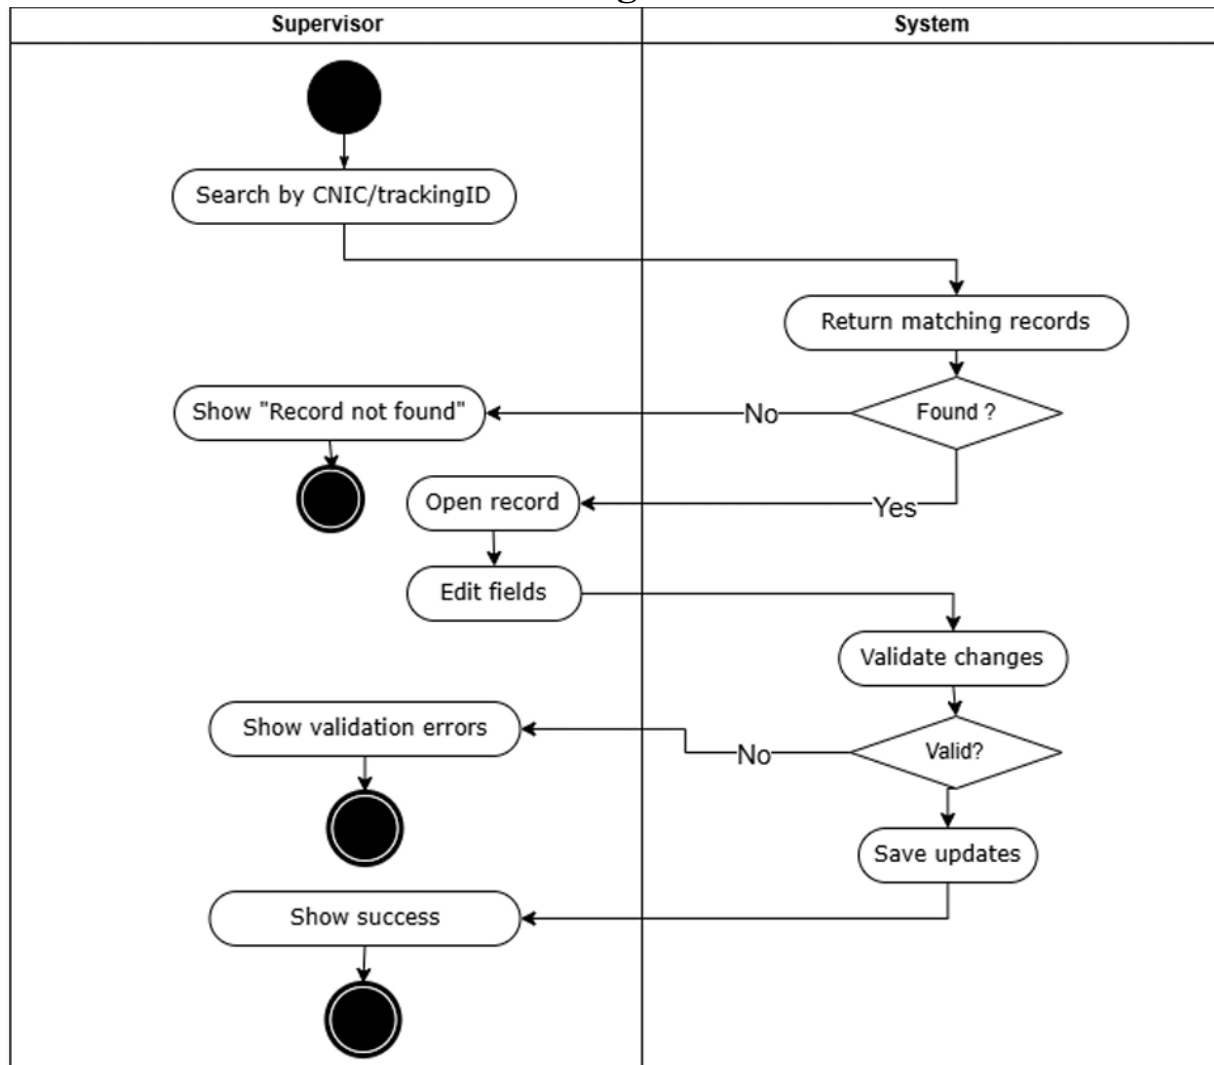 Supervisor
System
Search by CNIC/trackingID
Return matching records
Found ?
No
Show "Record not found"
Yes
Open record
Edit fields
Validate changes
Valid?
No
Show validation errors
Save updates
Show success